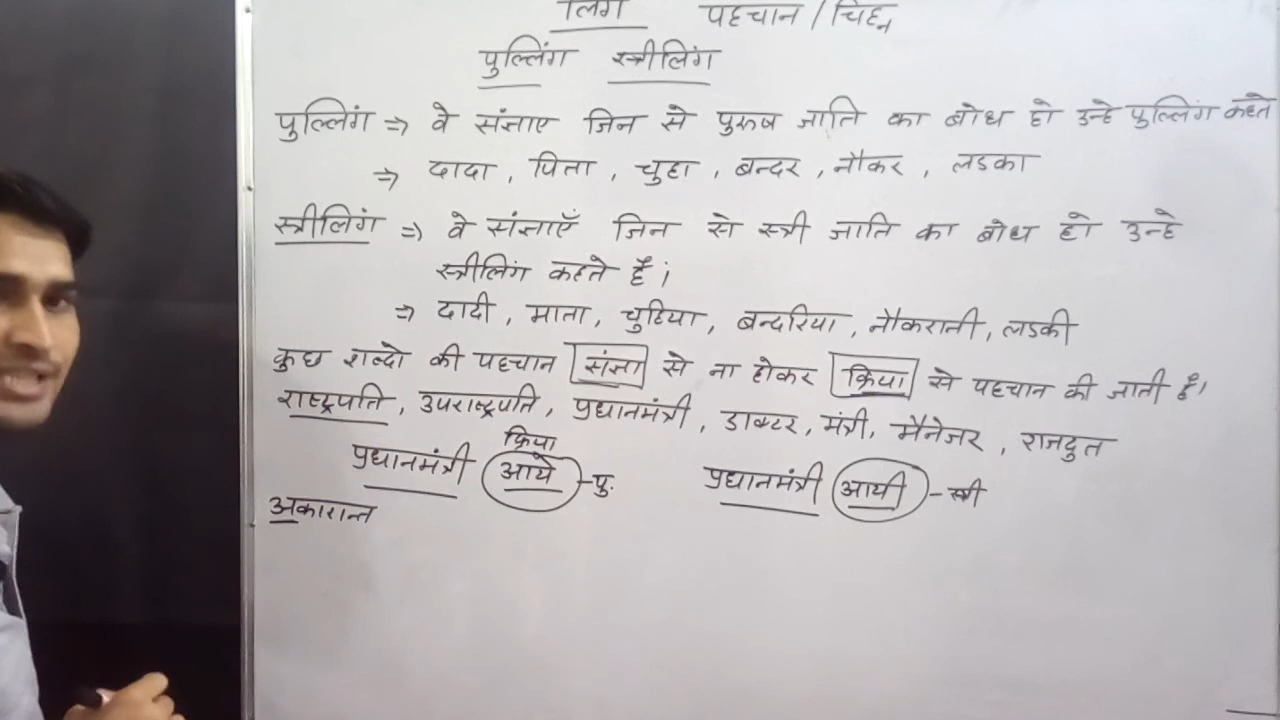 लिंग पहचान / चिह्न
पुल्लिंग स्त्रीलिंग
पुल्लिंग ⇒ वे संज्ञाए जिन से पुरूष जाति का बोध हो उन्हे पुल्लिंग कहते
⇒ दादा , पिता , चुहा , बन्दर , नौकर , लडका
स्त्रीलिंग ⇒ वे संज्ञाएँ जिन से स्त्री जाति का बोध हो उन्हे
स्त्रीलिंग कहते हैं।
⇒ दादी , माता , चुहिया , बन्दरिया , नौकरानी , लडकी
कुछ शब्दो की पहचान संज्ञा से ना होकर क्रिया से पहचान की जाती है।
राष्ट्रपति , उपराष्ट्रपति , प्रधानमंत्री , डाक्टर , मंत्री , मैनेजर , राजदुत
क्रिया
प्रधानमंत्री आये - पु. प्रधानमंत्री आयी - स्त्री
अकारान्त